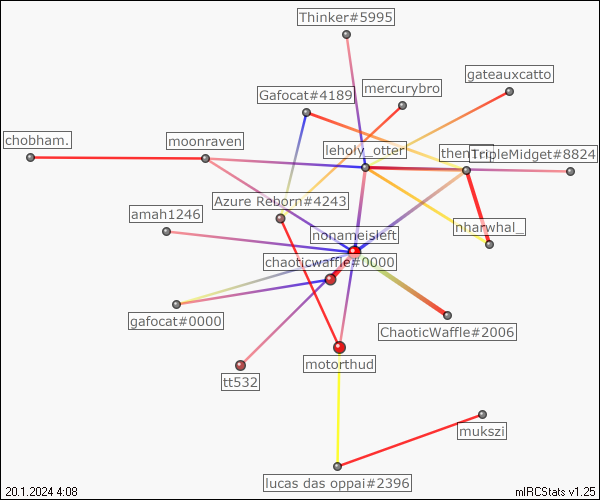 Thinker#5995
gateauxcatto
mercurybro
Gafocat#4189
chobham.
moonraven
leholy_otter
TripleMidget#8824
Azure Reborn#4243
amah1246
nharwhal_
nonameisleft
chaoticwaffle#0000
gafocat#0000
ChaoticWaffle#2006
motorthud
tt532
mukszi
lucas das oppai#2396
20.1.2024 4:08
mIRCStats v1.25